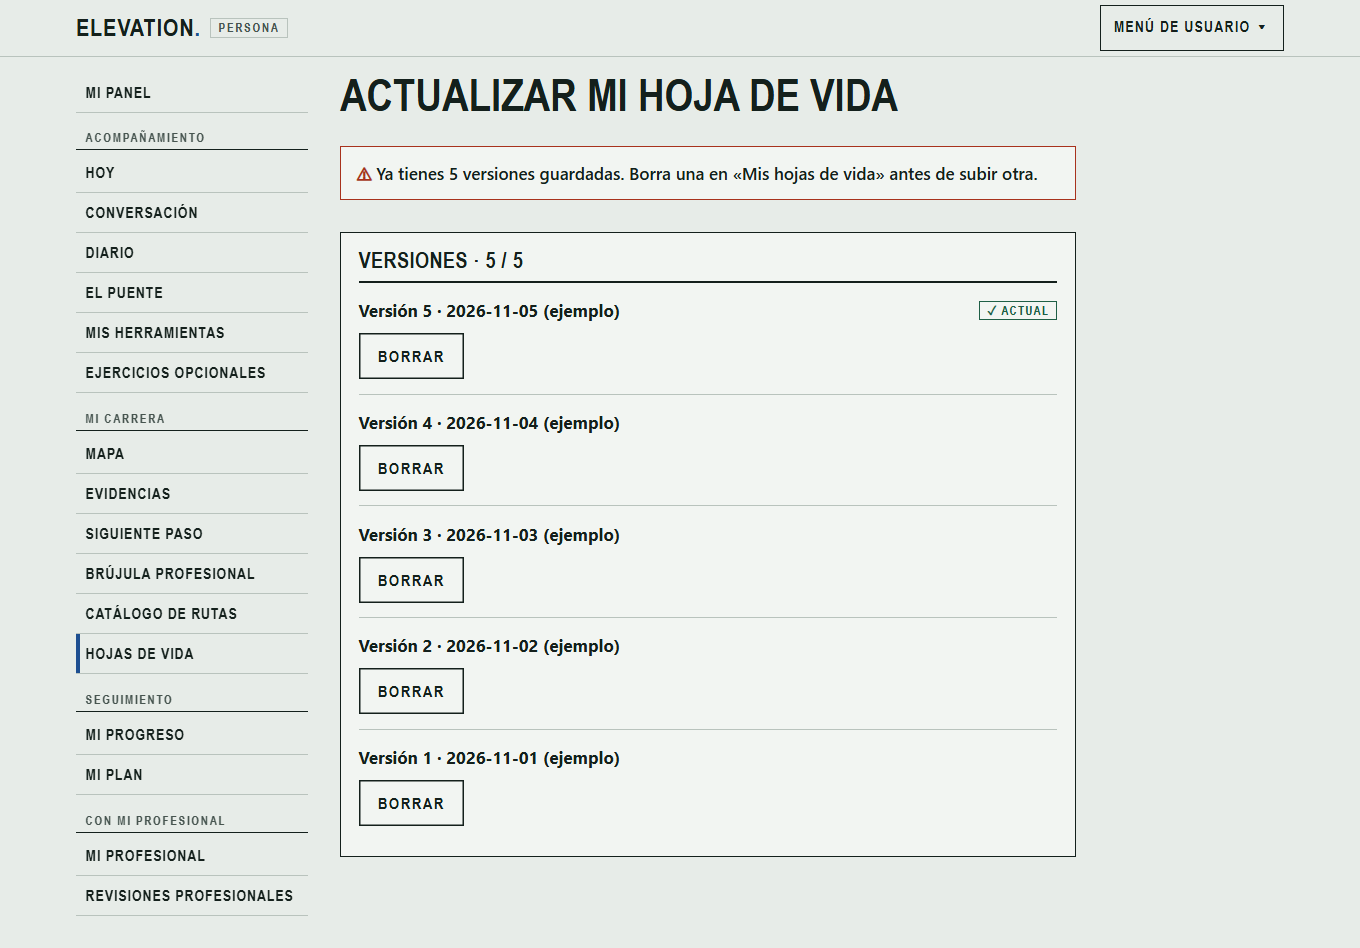 ELEVATION. PERSONA
MENÚ DE USUARIO
MI PANEL
ACOMPAÑAMIENTO
HOY
CONVERSACIÓN
DIARIO
EL PUENTE
MIS HERRAMIENTAS
EJERCICIOS OPCIONALES
MI CARRERA
MAPA
EVIDENCIAS
SIGUIENTE PASO
BRÚJULA PROFESIONAL
CATÁLOGO DE RUTAS
HOJAS DE VIDA
SEGUIMIENTO
MI PROGRESO
MI PLAN
CON MI PROFESIONAL
MI PROFESIONAL
REVISIONES PROFESIONALES
ACTUALIZAR MI HOJA DE VIDA
⚠ Ya tienes 5 versiones guardadas. Borra una en «Mis hojas de vida» antes de subir otra.
VERSIONES · 5 / 5
Versión 5 · 2026-11-05 (ejemplo)
✓ ACTUAL
BORRAR
Versión 4 · 2026-11-04 (ejemplo)
BORRAR
Versión 3 · 2026-11-03 (ejemplo)
BORRAR
Versión 2 · 2026-11-02 (ejemplo)
BORRAR
Versión 1 · 2026-11-01 (ejemplo)
BORRAR